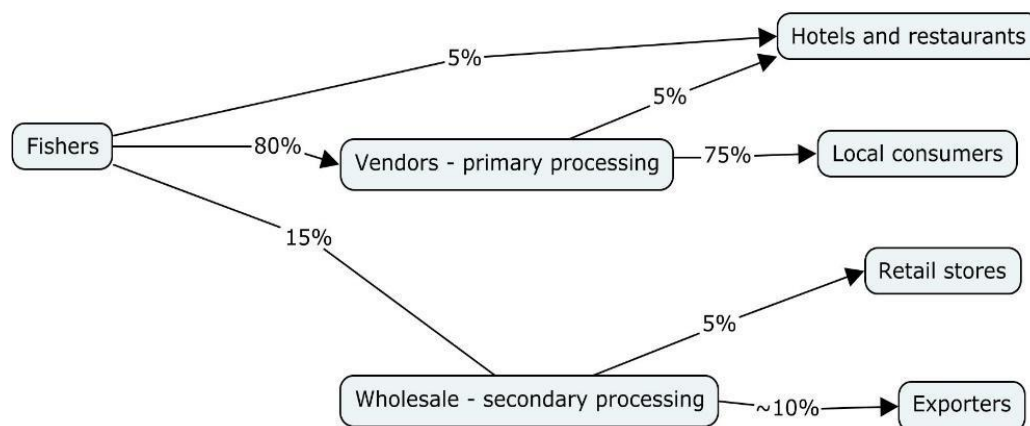 Hotels and restaurants
5%
5%
Fishers
80%
Vendors - primary processing
75%
Local consumers
15%
Retail stores
5%
Wholesale - secondary processing
~10%
Exporters